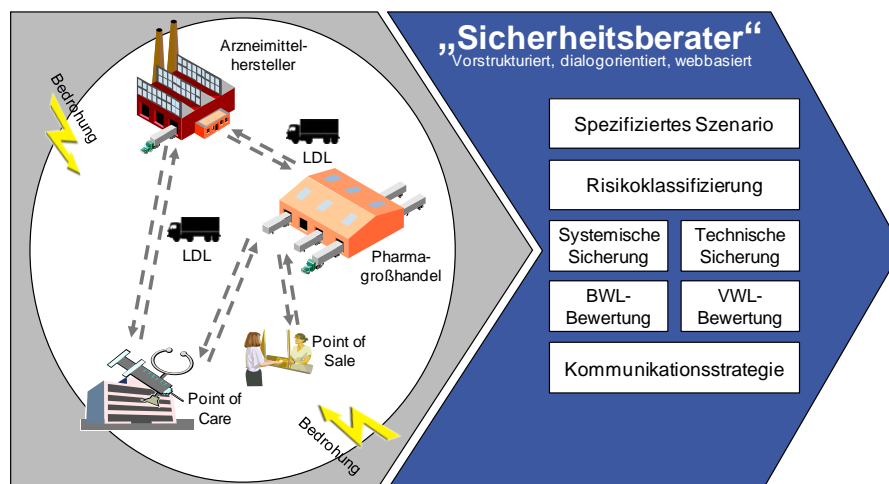 Arzneimittel-
hersteller
Bedrohung
LDL
LDL
Pharma-
großhandel
Point of
Sale
Point of
Care
Bedrohung
„Sicherheitsberater“
Vorstrukturiert, dialogorientiert, webbasiert
Spezifiziertes Szenario
Risikoklassifizierung
Systemische
Sicherung
Technische
Sicherung
BWL-
Bewertung
VWL-
Bewertung
Kommunikationsstrategie